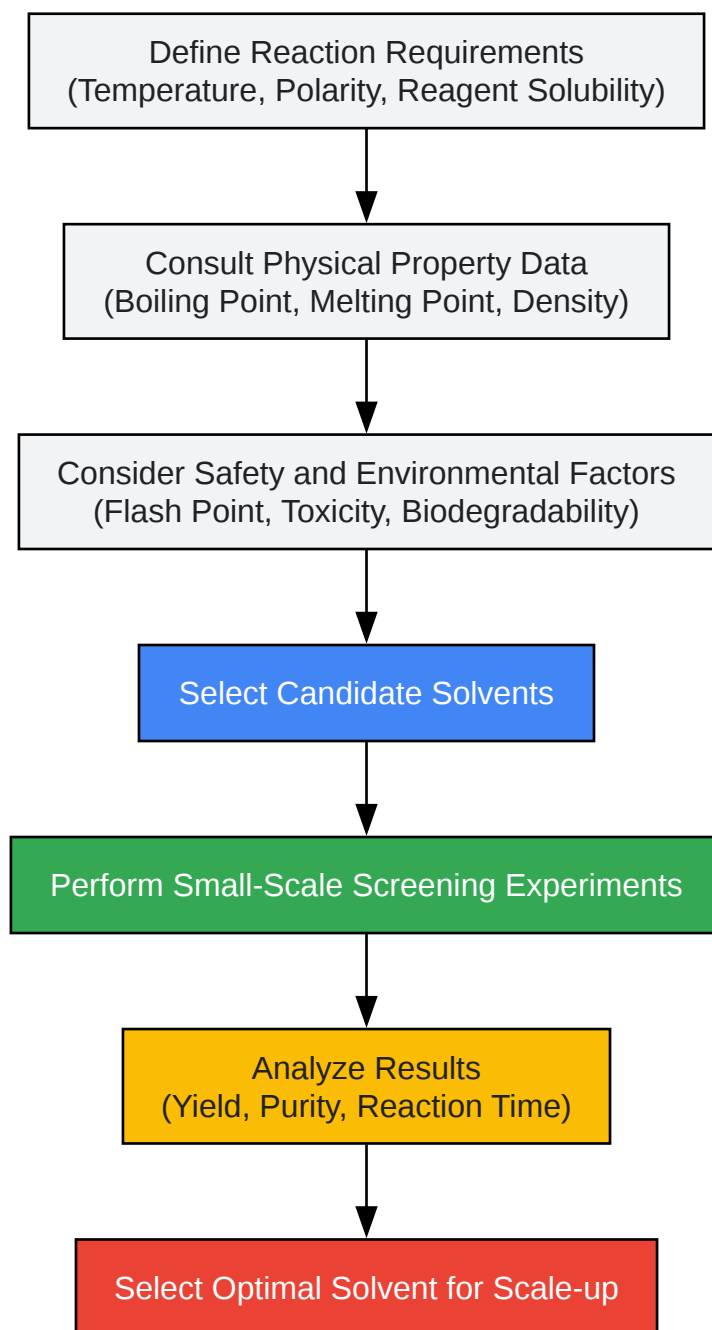 Define Reaction Requirements
(Temperature, Polarity, Reagent Solubility)
Consult Physical Property Data
(Boiling Point, Melting Point, Density)
Consider Safety and Environmental Factors
(Flash Point, Toxicity, Biodegradability)
Select Candidate Solvents
Perform Small-Scale Screening Experiments
Analyze Results
(Yield, Purity, Reaction Time)
Select Optimal Solvent for Scale-up